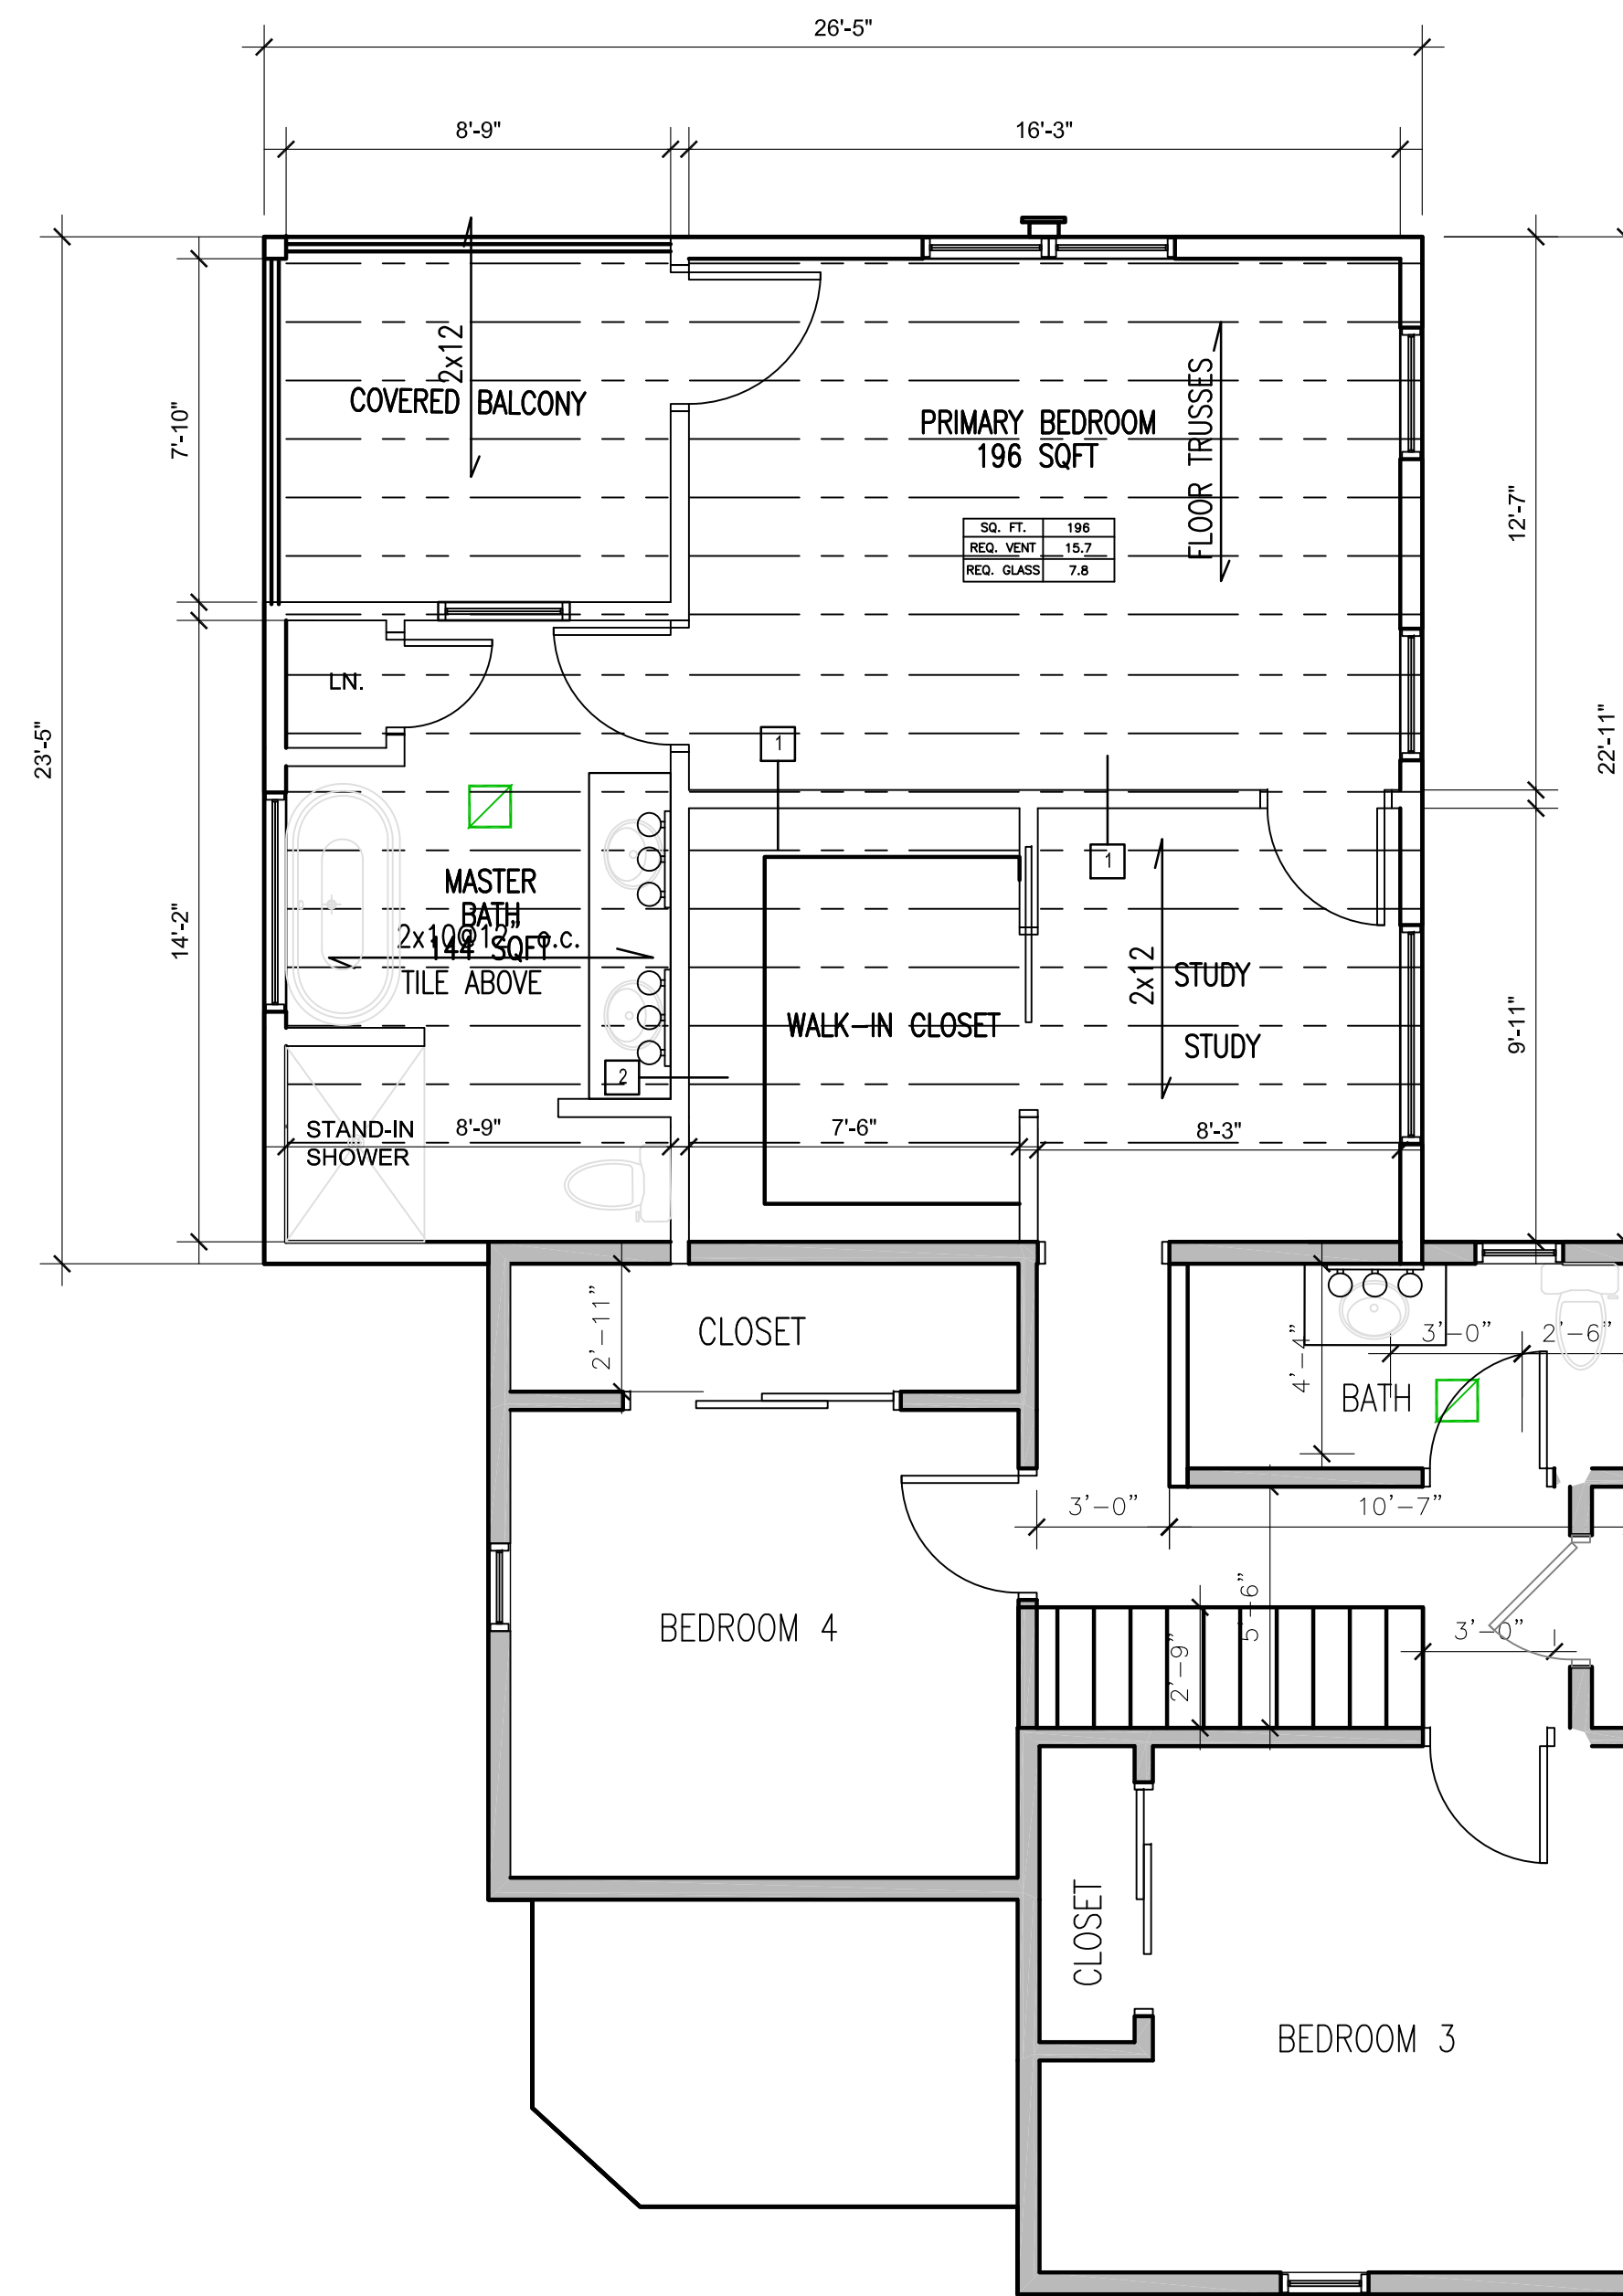 26'-5"
8'-9"
16'-3"
2x12
COVERED BALCONY
7'-10"
PRIMARY BEDROOM
196 SQFT
FLOOR TRUSSES
SQ. FT. 196
REQ. VENT 15.7
REQ. GLASS 7.8
12'-7"
23'-5"
22'-11"
LN.
1
1
MASTER
BATH
144 SQFT
2x10@12" o.c.
TILE ABOVE
14'-2"
2x12
STUDY
STUDY
WALK-IN CLOSET
9'-11"
2
STAND-IN
SHOWER
8'-9"
7'-6"
8'-3"
2'-11"
CLOSET
4'-4"
3'-0"
2'-6"
BATH
3'-0"
10'-7"
5'-6"
2'-9"
3'-0"
BEDROOM 4
CLOSET
BEDROOM 3